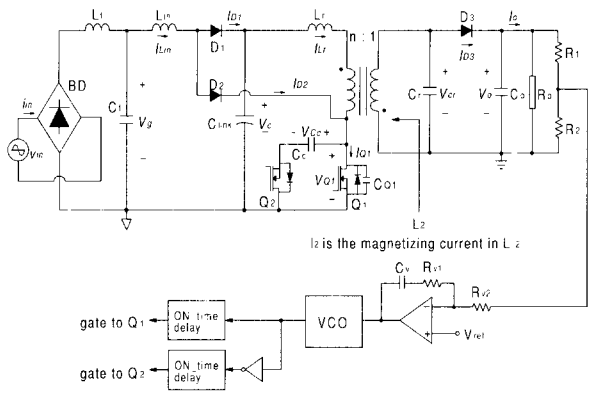 L1
Lin
ILin
ID1
D1
Lr
ILr
n : 1
D3
ID3
Io
R1
BD
D2
ID2
iin
Vin
C1
+
Vg
−
Clink
+
Vc
−
Cr
+
Vcr
−
+
Vo
−
Co
Ro
R2
− VCc +
Cc
IQ1
+
VQ1
−
CQ1
Q2
Q1
L2
I2 is the magnetizing current in L2
Cv
Rv1
Rv2
gate to Q1
ON_time
delay
VCO
−
+
Vref
gate to Q2
ON_time
delay